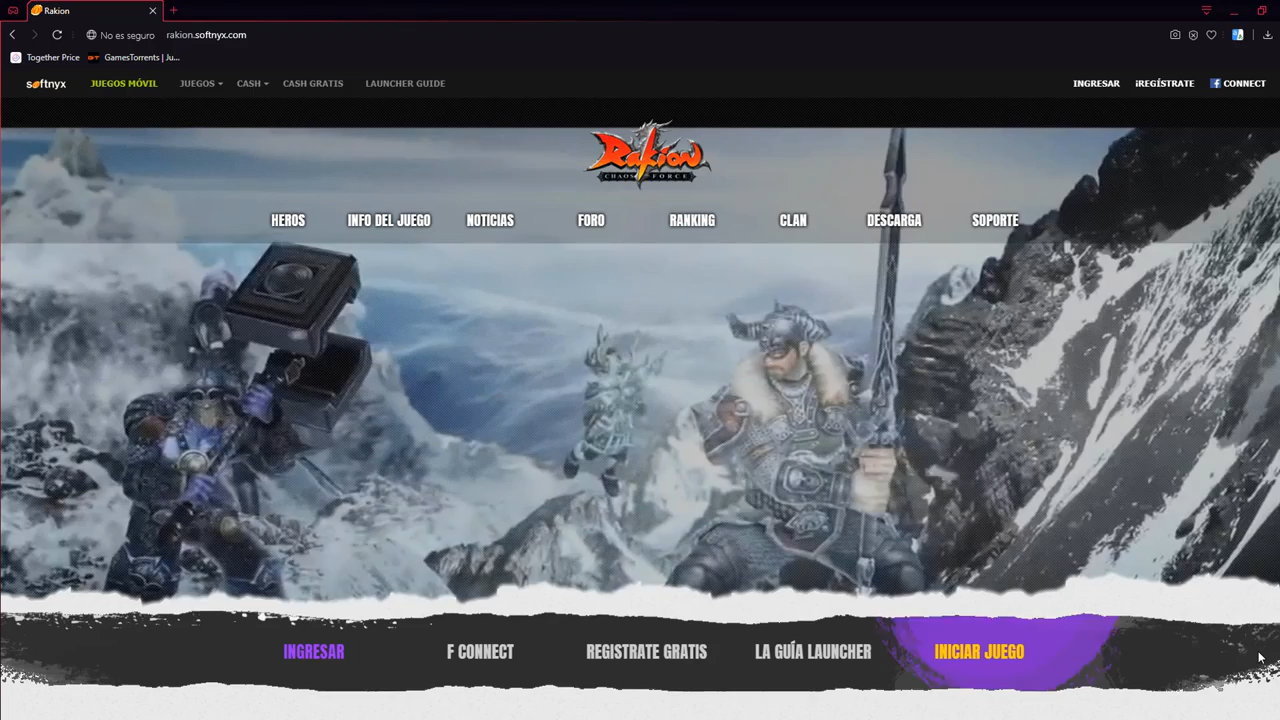 Rakion
No es seguro rakion.softnyx.com
Together Price GamesTorrents | Ju...
softnyx JUEGOS MÓVIL JUEGOS CASH CASH GRATIS LAUNCHER GUIDE INGRESAR ¡REGÍSTRATE CONNECT
Rakion
CHAOS FORCE
HEROS INFO DEL JUEGO NOTICIAS FORO RANKING CLAN DESCARGA SOPORTE
INGRESAR F CONNECT REGISTRATE GRATIS LA GUÍA LAUNCHER INICIAR JUEGO